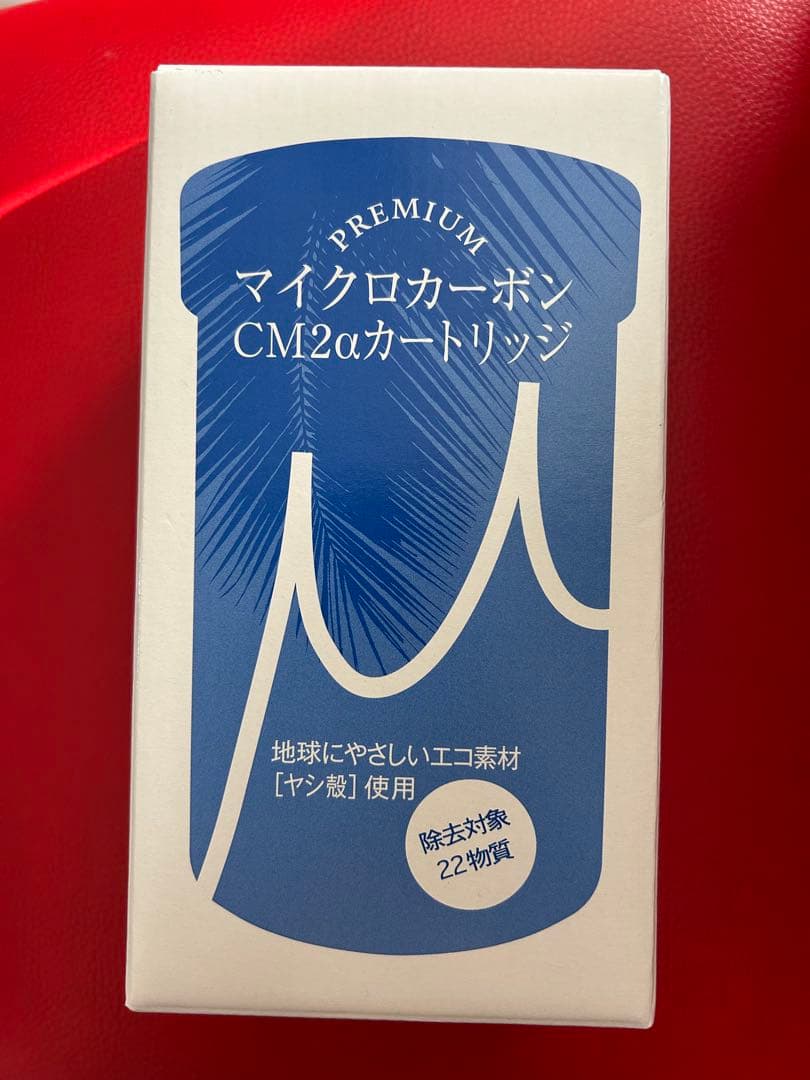 PREMIUM
マイクロカーボン
CM2αカートリッジ
地球にやさしいエコ素材
［ヤシ殻］使用
除去対象
22物質